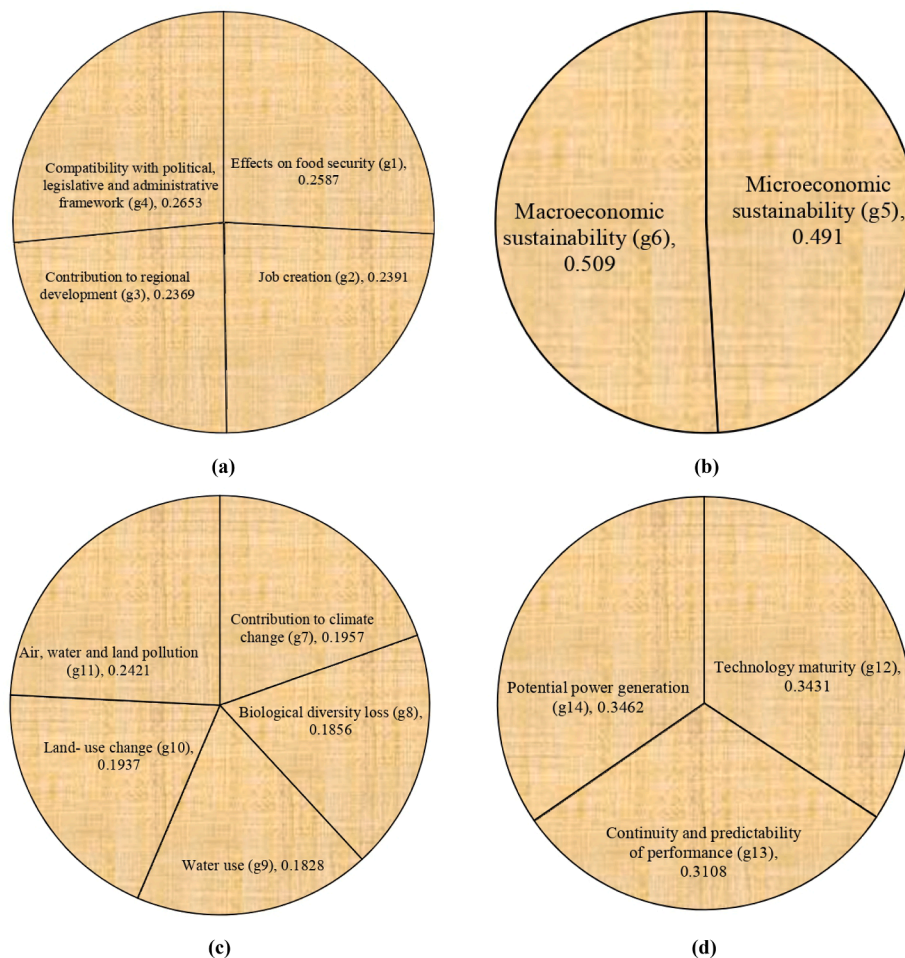 Compatibility with political,
legislative and administrative
framework (g4), 0.2653
Effects on food security (g1),
0.2587
Contribution to regional
development (g3), 0.2369
Job creation (g2), 0.2391
(a)
Macroeconomic
sustainability (g6),
0.509
Microeconomic
sustainability (g5),
0.491
(b)
Contribution to climate
change (g7), 0.1957
Air, water and land pollution
(g11), 0.2421
Biological diversity loss (g8),
0.1856
Land- use change (g10),
0.1937
Water use (g9), 0.1828
(c)
Technology maturity (g12),
0.3431
Potential power generation
(g14), 0.3462
Continuity and predictability
of performance (g13),
0.3108
(d)